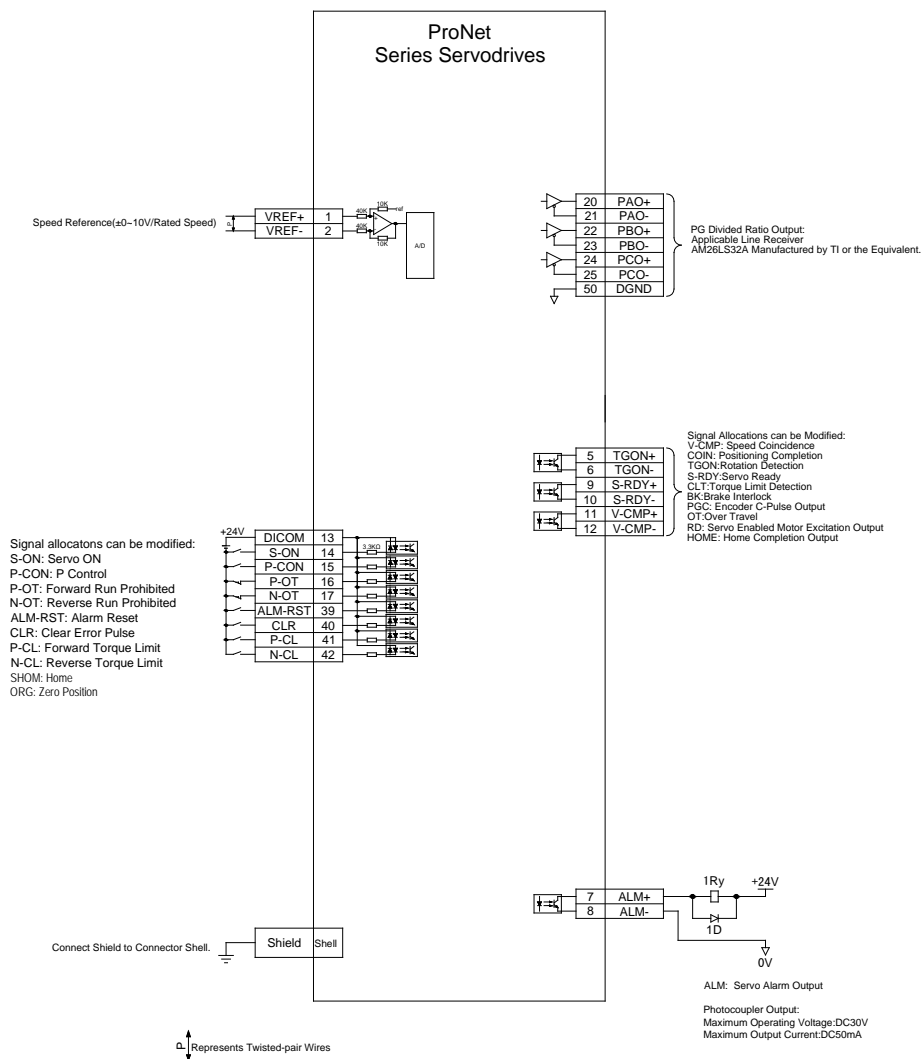 ProNet
Series Servodrives
Speed Reference(±0~10V/Rated Speed)
P
VREF+ 1
VREF- 2
40K
40K
10K
10K
ref
A/D
20 PAO+
21 PAO-
22 PBO+
23 PBO-
24 PCO+
25 PCO-
50 DGND
PG Divided Ratio Output:
Applicable Line Receiver
AM26LS32A Manufactured by TI or the Equivalent.
5 TGON+
6 TGON-
9 S-RDY+
10 S-RDY-
11 V-CMP+
12 V-CMP-
Signal Allocations can be Modified:
V-CMP: Speed Coincidence
COIN: Positioning Completion
TGON:Rotation Detection
S-RDY:Servo Ready
CLT:Torque Limit Detection
BK:Brake Interlock
PGC: Encoder C-Pulse Output
OT:Over Travel
RD: Servo Enabled Motor Excitation Output
HOME: Home Completion Output
Signal allocatons can be modified:
S-ON: Servo ON
P-CON: P Control
P-OT: Forward Run Prohibited
N-OT: Reverse Run Prohibited
ALM-RST: Alarm Reset
CLR: Clear Error Pulse
P-CL: Forward Torque Limit
N-CL: Reverse Torque Limit
SHOM: Home
ORG: Zero Position
+24V
DICOM 13
S-ON 14
P-CON 15
P-OT 16
N-OT 17
ALM-RST 39
CLR 40
P-CL 41
N-CL 42
3.3KΩ
7 ALM+
8 ALM-
1Ry
+24V
1D
0V
ALM: Servo Alarm Output
Photocoupler Output:
Maximum Operating Voltage:DC30V
Maximum Output Current:DC50mA
Connect Shield to Connector Shell.
Shield Shell
P Represents Twisted-pair Wires